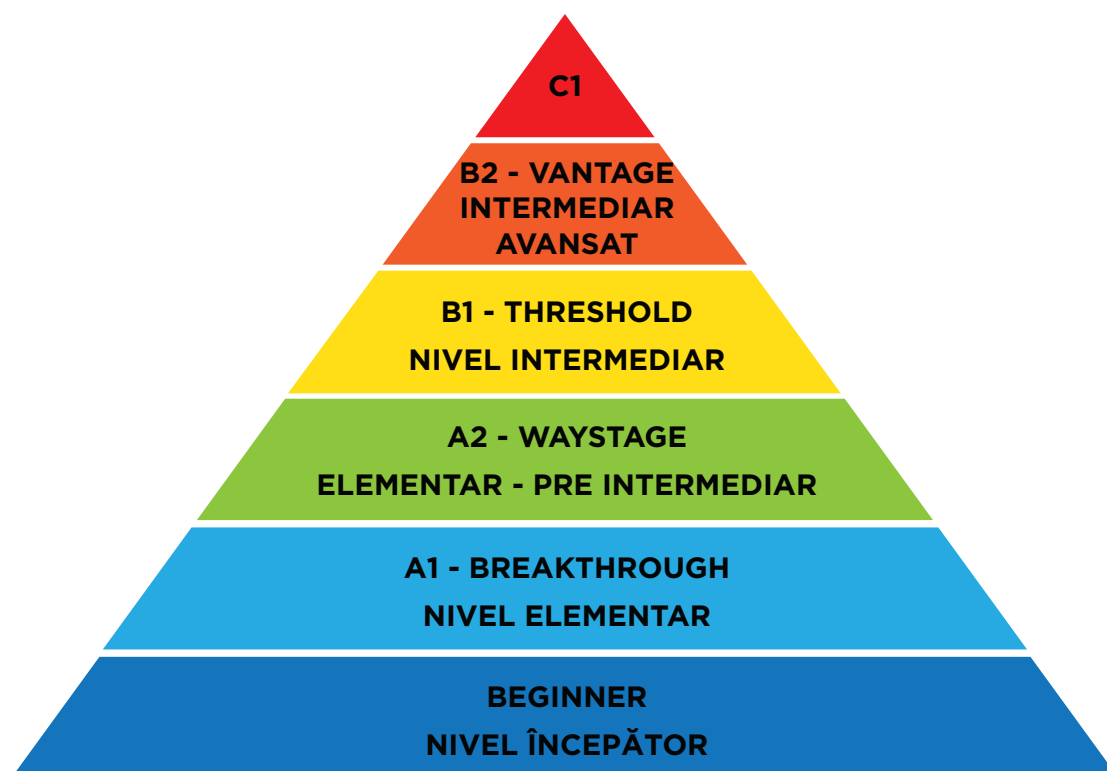 C1
B2 - VANTAGE
INTERMEDIAR
AVANSAT
B1 - THRESHOLD
NIVEL INTERMEDIAR
A2 - WAYSTAGE
ELEMENTAR - PRE INTERMEDIAR
A1 - BREAKTHROUGH
NIVEL ELEMENTAR
BEGINNER
NIVEL ÎNCEPĂTOR